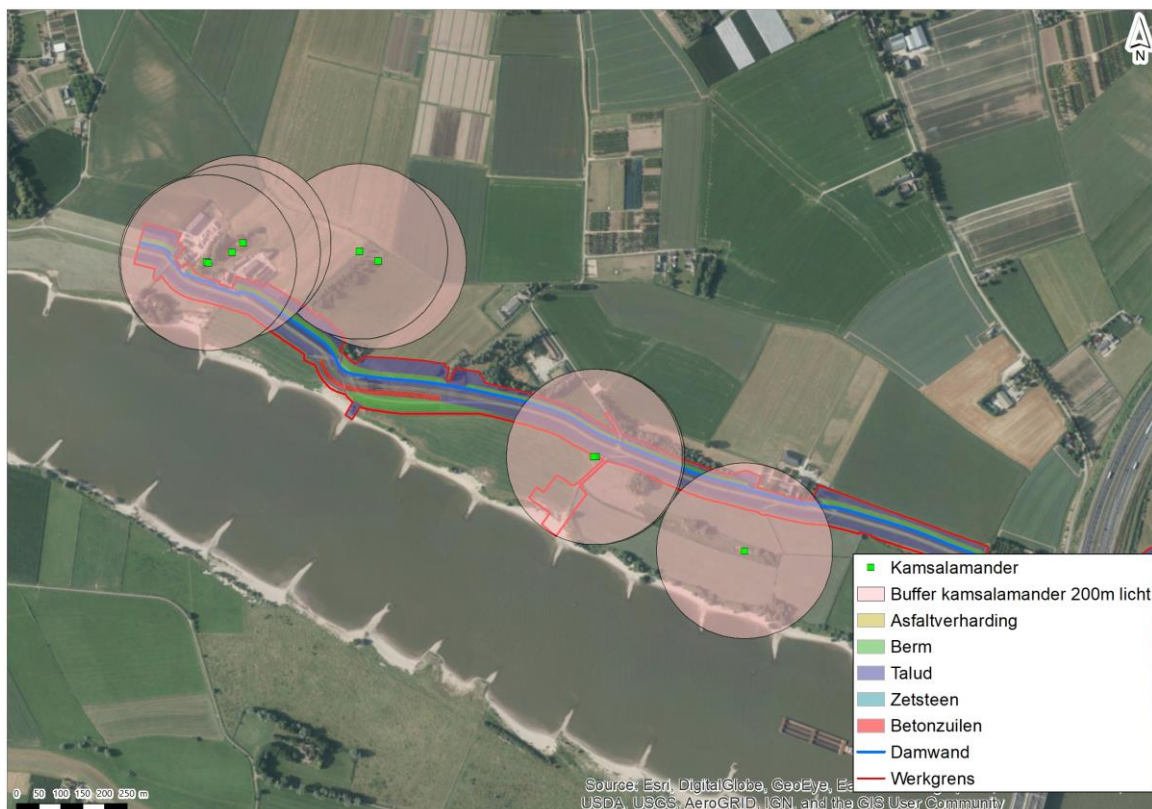 N
Kamsalamander
Buffer kamsalamander 200m licht
Asfaltverharding
Berm
Talud
Zetsteen
Betonzuilen
Damwand
Werkgrens
0 50 100 150 200 250 m
Source: Esri, DigitalGlobe, GeoEye,
USDA, USGS, AeroGRID, IGN, and the GIS User Community